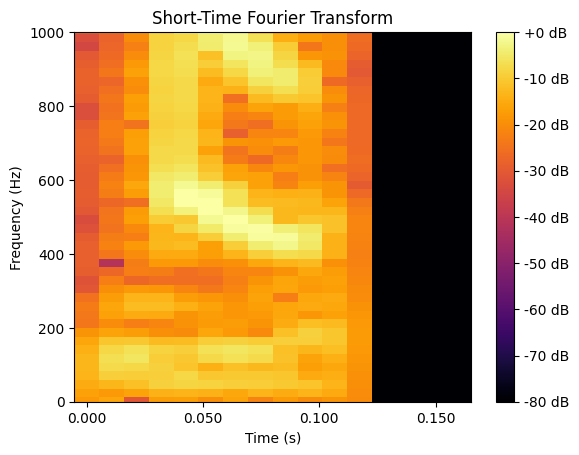 Short-Time Fourier Transform
1000
800
600
400
200
0
Frequency (Hz)
0.000
0.050
0.100
0.150
Time (s)
+0 dB
-10 dB
-20 dB
-30 dB
-40 dB
-50 dB
-60 dB
-70 dB
-80 dB